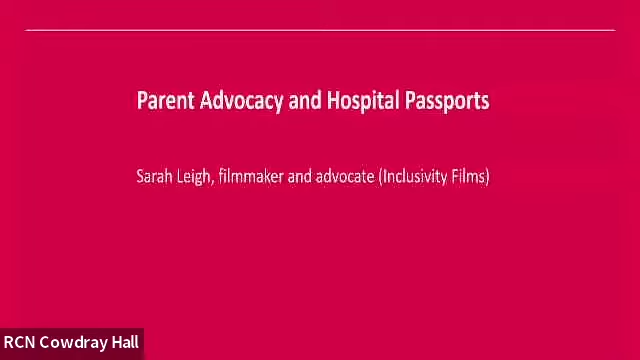 Parent Advocacy and Hospital Passports
Sarah Leigh, filmmaker and advocate (Inclusivity Films)
RCN Cowdray Hall